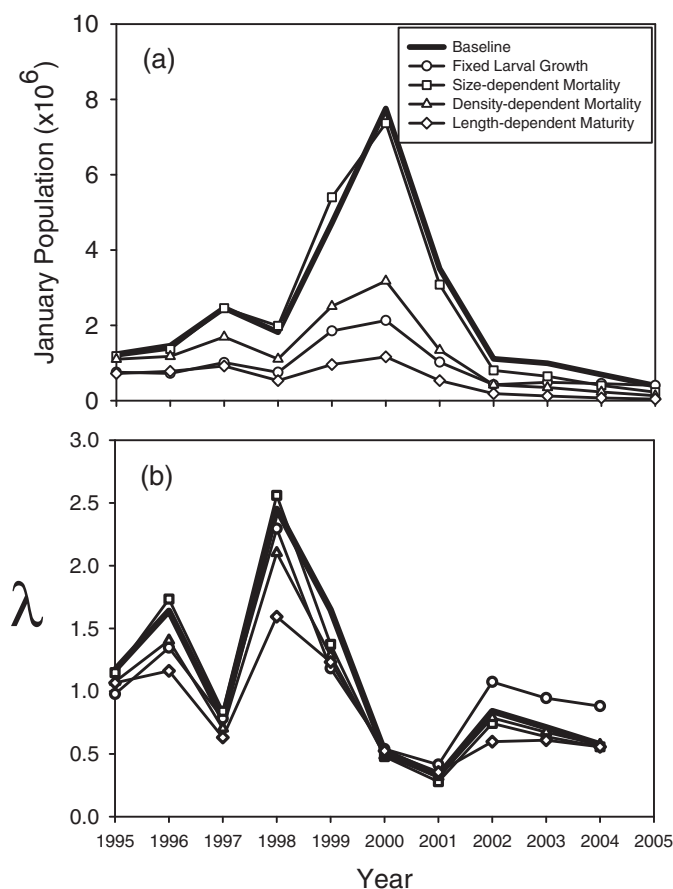 10
8
6
4
2
0
January Population (x10⁶)
(a)
Baseline
Fixed Larval Growth
Size-dependent Mortality
Density-dependent Mortality
Length-dependent Maturity
3.0
2.5
2.0
1.5
1.0
0.5
0.0
λ
(b)
1995 1996 1997 1998 1999 2000 2001 2002 2003 2004 2005
Year